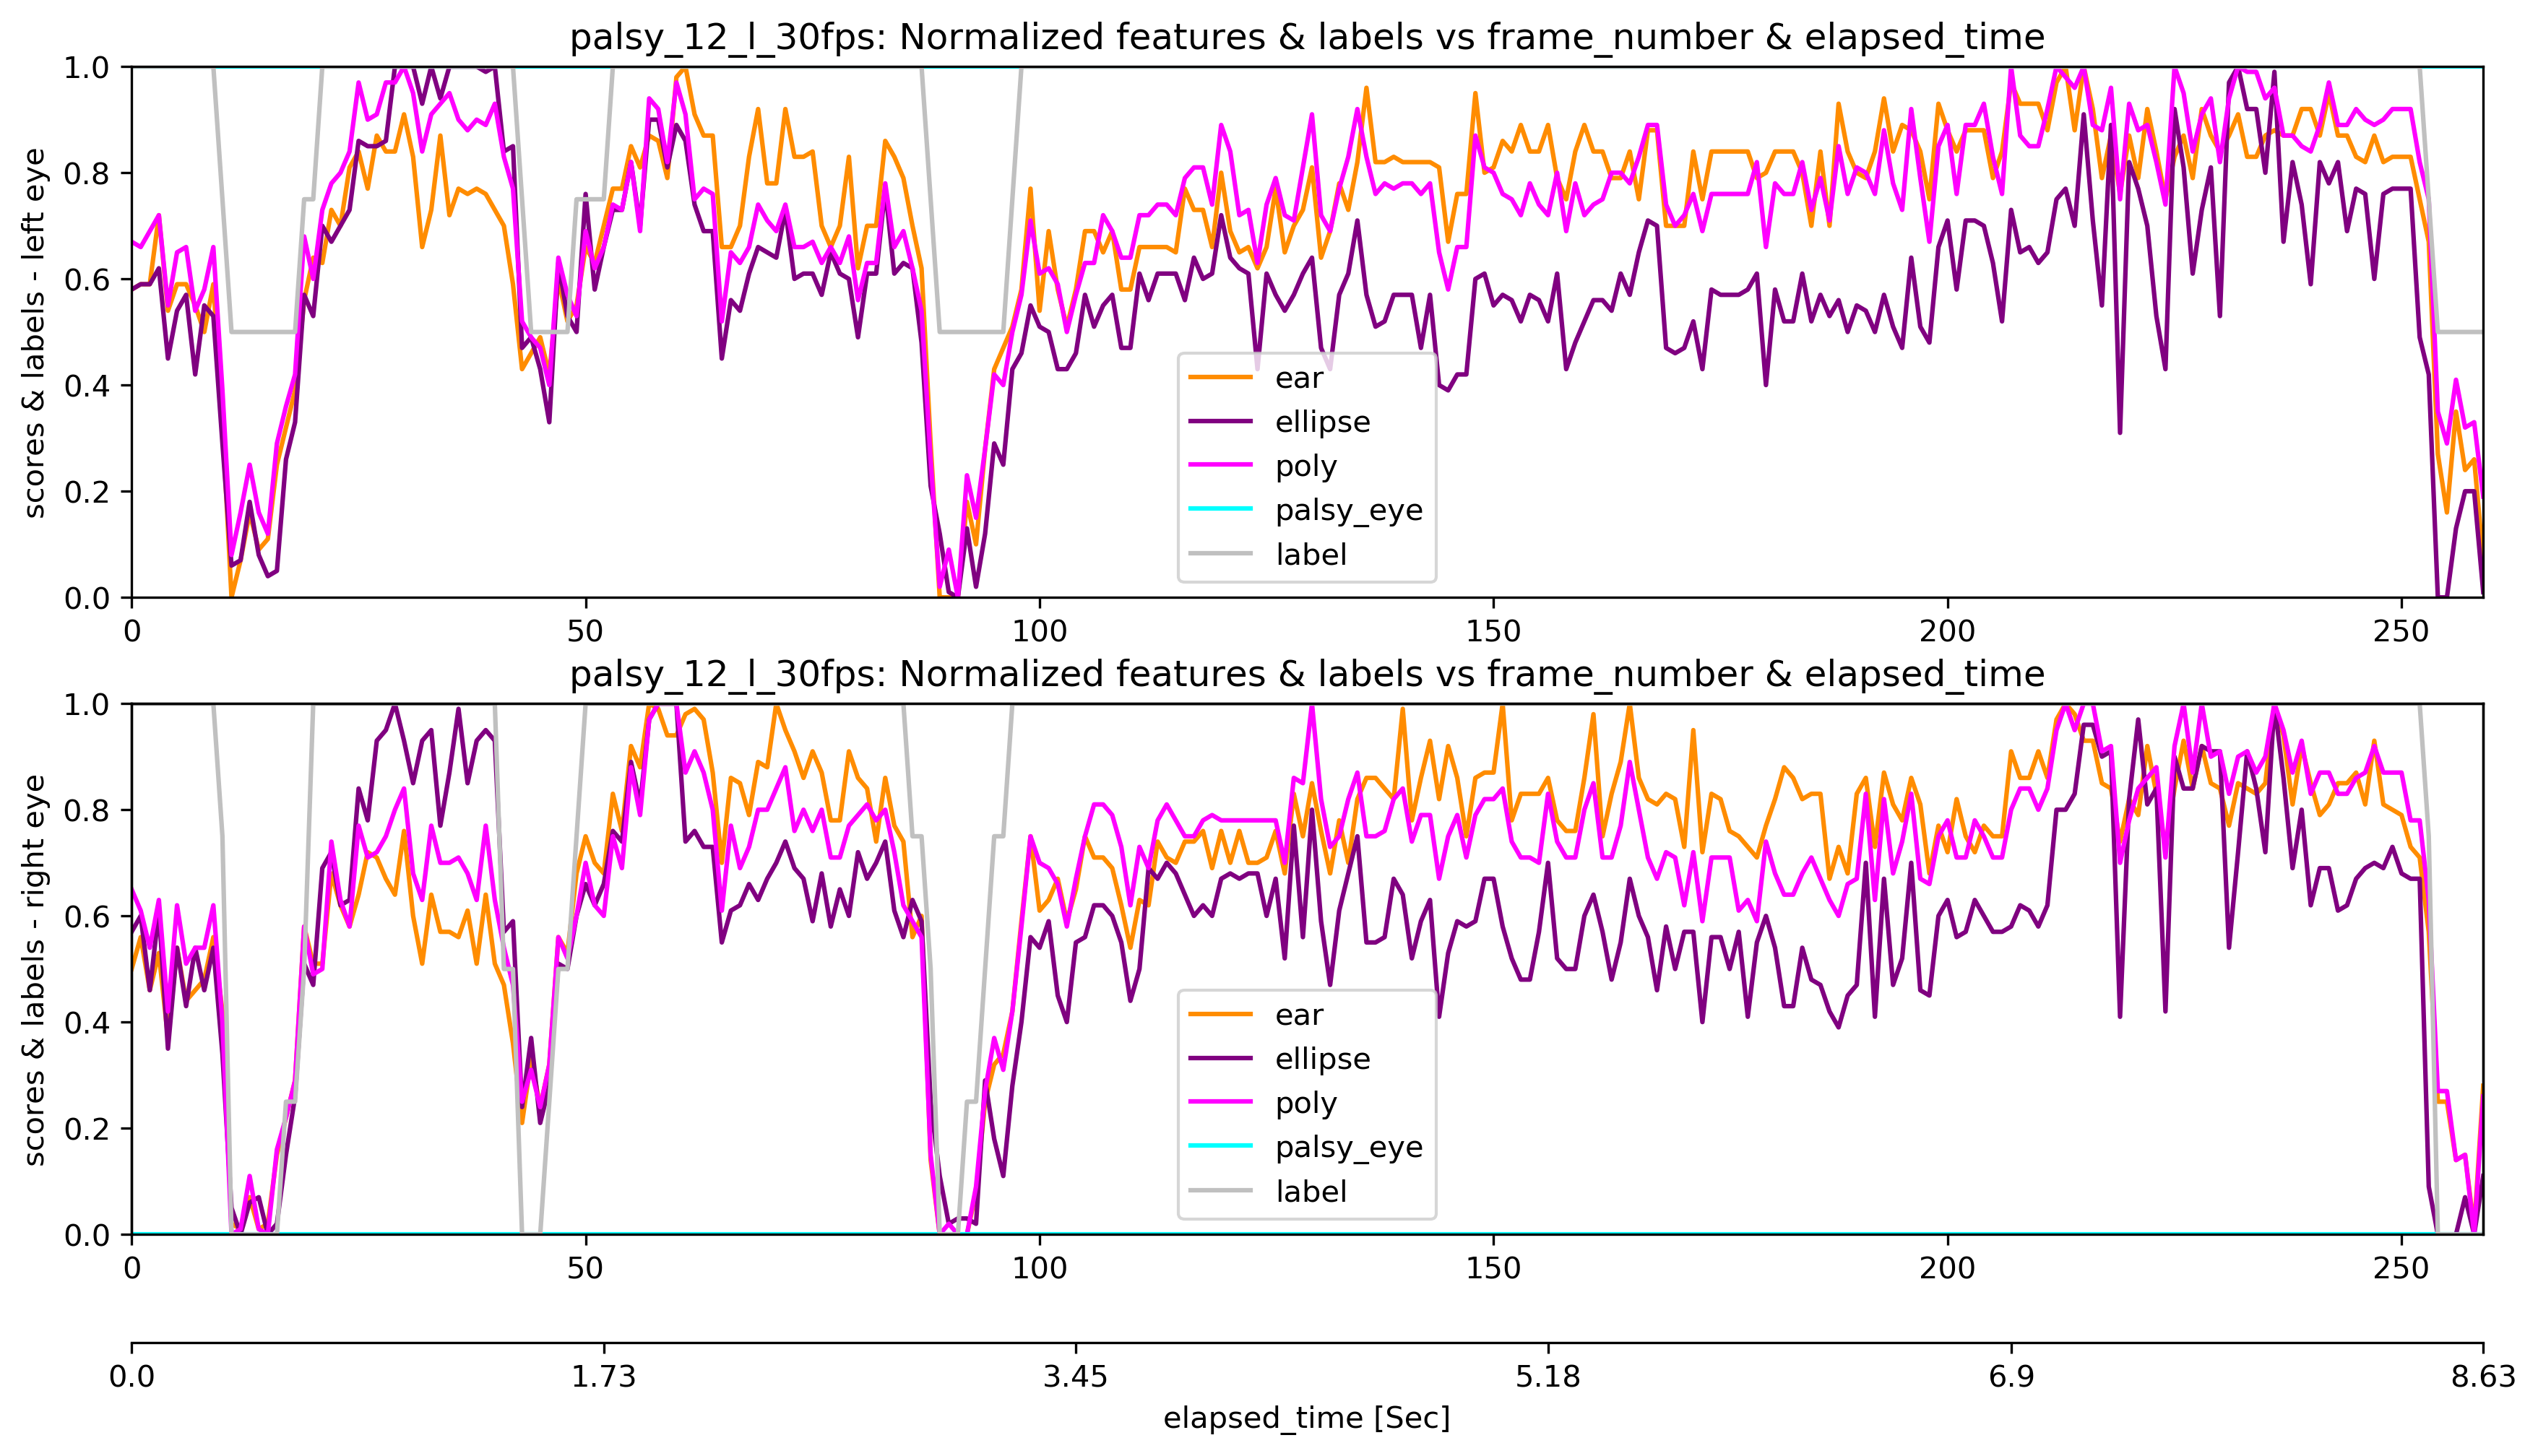 palsy_12_l_30fps: Normalized features & labels vs frame_number & elapsed_time
scores & labels - left eye
1.0
0.8
0.6
0.4
0.2
0.0
ear
ellipse
poly
palsy_eye
label
0 50 100 150 200 250
palsy_12_l_30fps: Normalized features & labels vs frame_number & elapsed_time
scores & labels - right eye
1.0
0.8
0.6
0.4
0.2
0.0
ear
ellipse
poly
palsy_eye
label
0 50 100 150 200 250
0.0 1.73 3.45 5.18 6.9 8.63
elapsed_time [Sec]